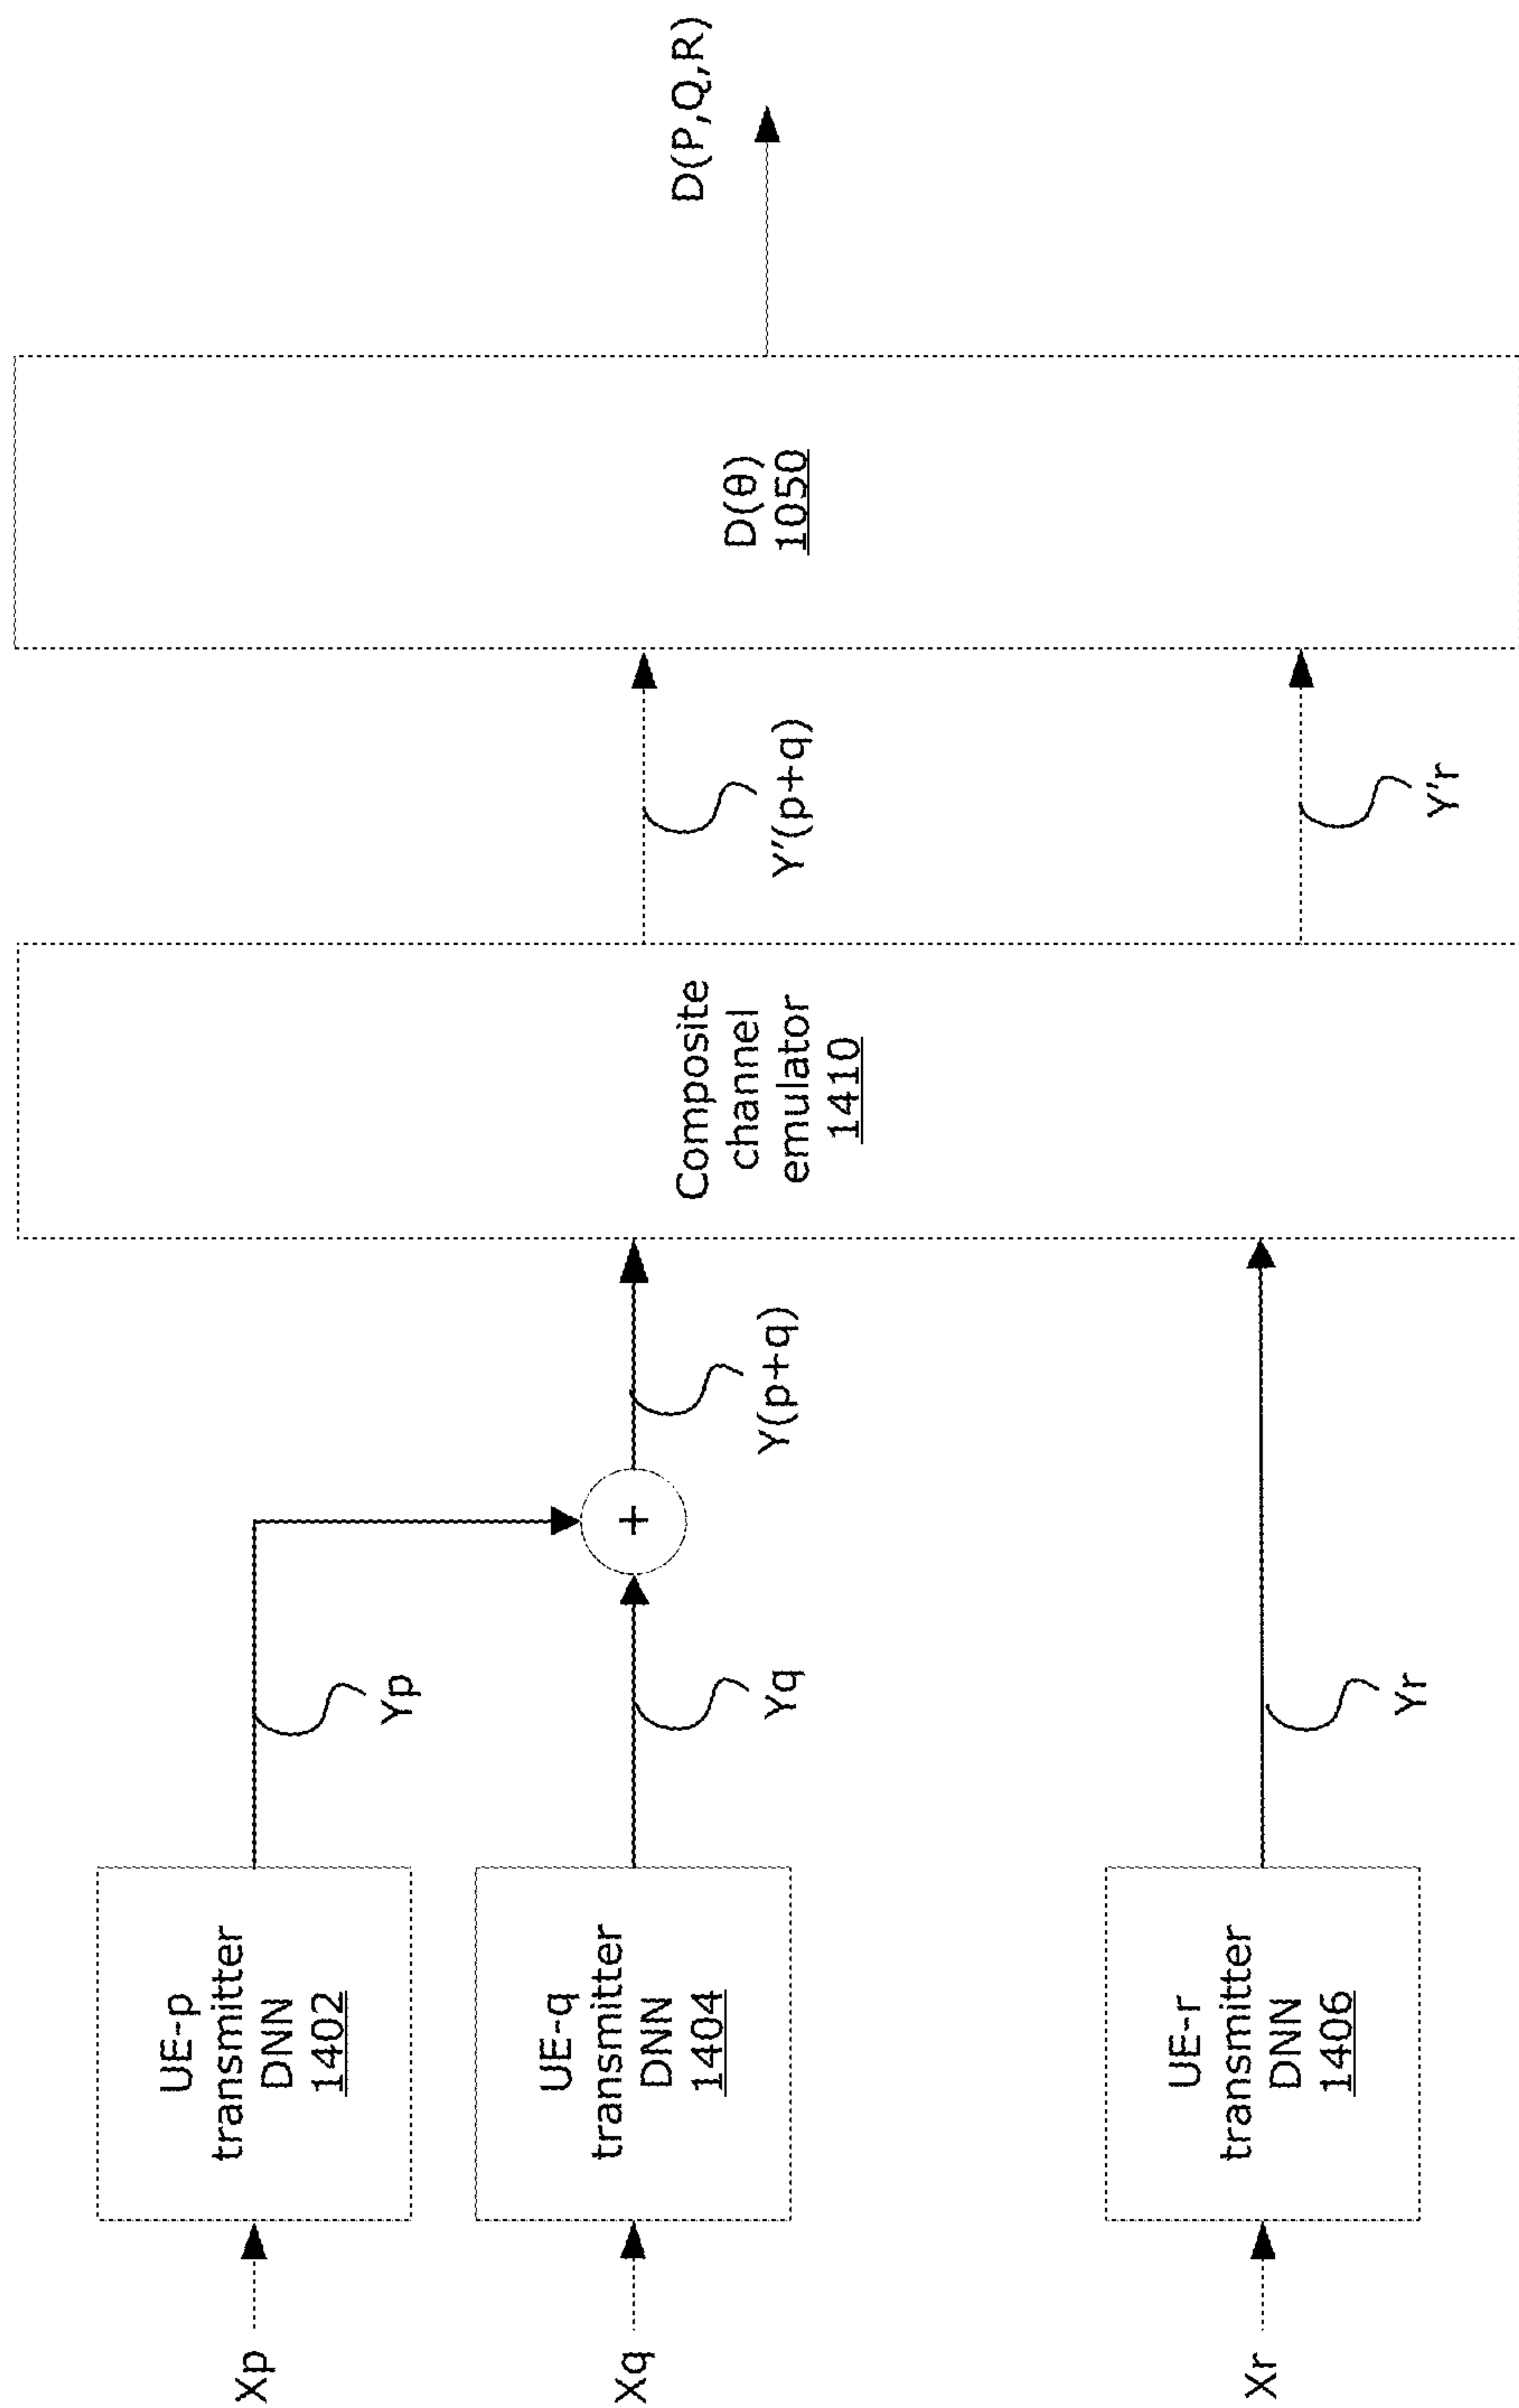 Xp
UE-p
transmitter
DNN
1402
Yp
Xq
UE-q
transmitter
DNN
1404
Yq
+
Y(p+q)
Xr
UE-r
transmitter
DNN
1406
Yr
Composite
channel
emulator
1410
Y'(p+q)
Y'r
D(θ)
1050
D(P,Q,R)